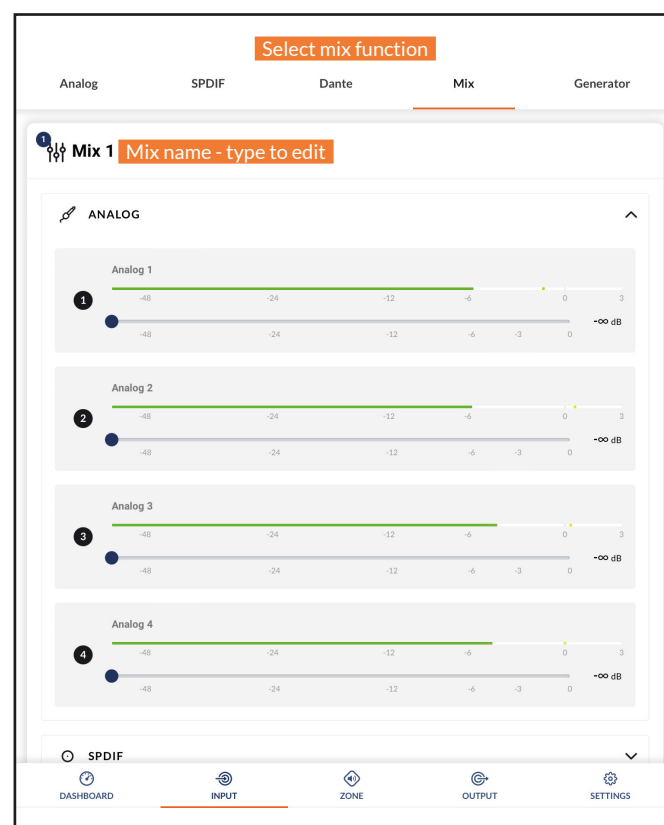 Select mix function
Analog SPDIF Dante Mix Generator
1
Mix 1 Mix name - type to edit
ANALOG
Analog 1
1
-48 -24 -12 -6 0 3
-∞ dB
-48 -24 -12 -6 -3 0
Analog 2
2
-48 -24 -12 -6 0 3
-∞ dB
-48 -24 -12 -6 -3 0
Analog 3
3
-48 -24 -12 -6 0 3
-∞ dB
-48 -24 -12 -6 -3 0
Analog 4
4
-48 -24 -12 -6 0 3
-∞ dB
-48 -24 -12 -6 -3 0
SPDIF
DASHBOARD INPUT ZONE OUTPUT SETTINGS